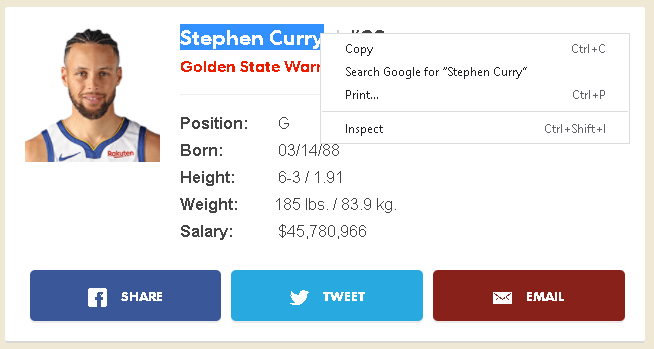 Stephen Curry
Golden State Warr
Copy Ctrl+C
Search Google for "Stephen Curry"
Print... Ctrl+P
Inspect Ctrl+Shift+I
Rakuten
Position: G
Born: 03/14/88
Height: 6-3 / 1.91
Weight: 185 lbs. / 83.9 kg.
Salary: $45,780,966
SHARE
TWEET
EMAIL